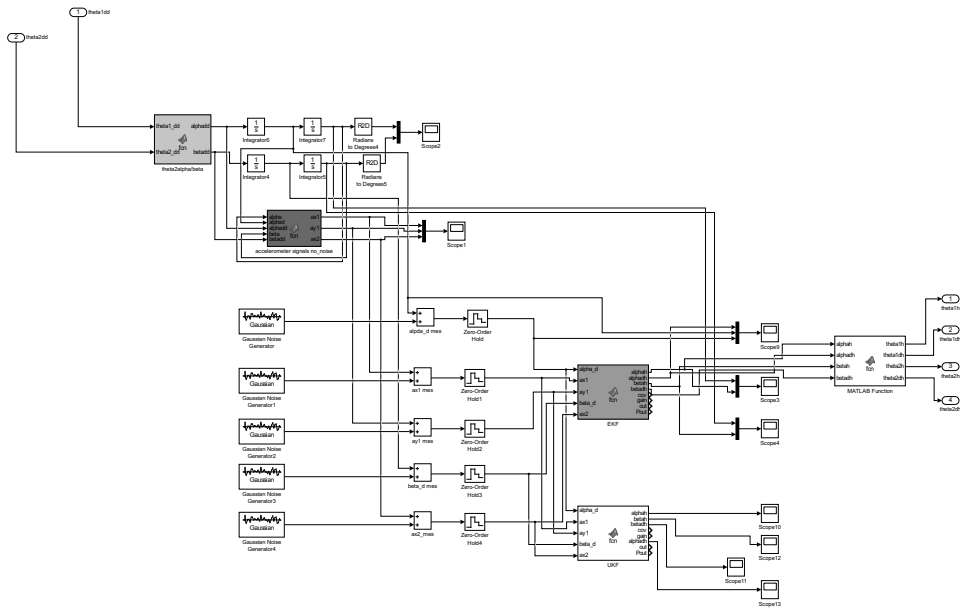 1
theta1dd
2
theta2dd
theta1_dd
theta2_dd
alphadd
betadd
fcn
theta2alpha/beta
1
s
Integrator6
1
s
Integrator7
R2D
Radians
to Degrees4
Scope2
1
s
Integrator4
1
s
Integrator5
R2D
Radians
to Degrees5
alpha
alphad
alphadd
beta
betadd
fcn
ax1
ay1
ax2
accelerometer signals no_noise
Scope1
Gaussian
Gaussian Noise
Generator
alpda_d mes
Zero-Order
Hold
Scope9
Gaussian
Gaussian Noise
Generator1
ax1 mes
Zero-Order
Hold1
Gaussian
Gaussian Noise
Generator2
ay1 mes
Zero-Order
Hold2
Gaussian
Gaussian Noise
Generator3
beta_d mes
Zero-Order
Hold3
Gaussian
Gaussian Noise
Generator4
ax2_mes
Zero-Order
Hold4
alpha_d
ax1
ay1
beta_d
ax2
fcn
alphah
alphadh
betah
betadh
cov
gain
out
Pout
EKF
Scope3
Scope4
alpha_d
ax1
ay1
beta_d
ax2
fcn
alphah
betah
betadh
cov
gain
alphadh
out
Pout
UKF
Scope10
Scope12
Scope11
Scope13
alphah
alphadh
betah
betadh
fcn
theta1h
theta1dh
theta2h
theta2dh
MATLAB Function
1
theta1h
2
theta1dh
3
theta2h
4
theta2dh